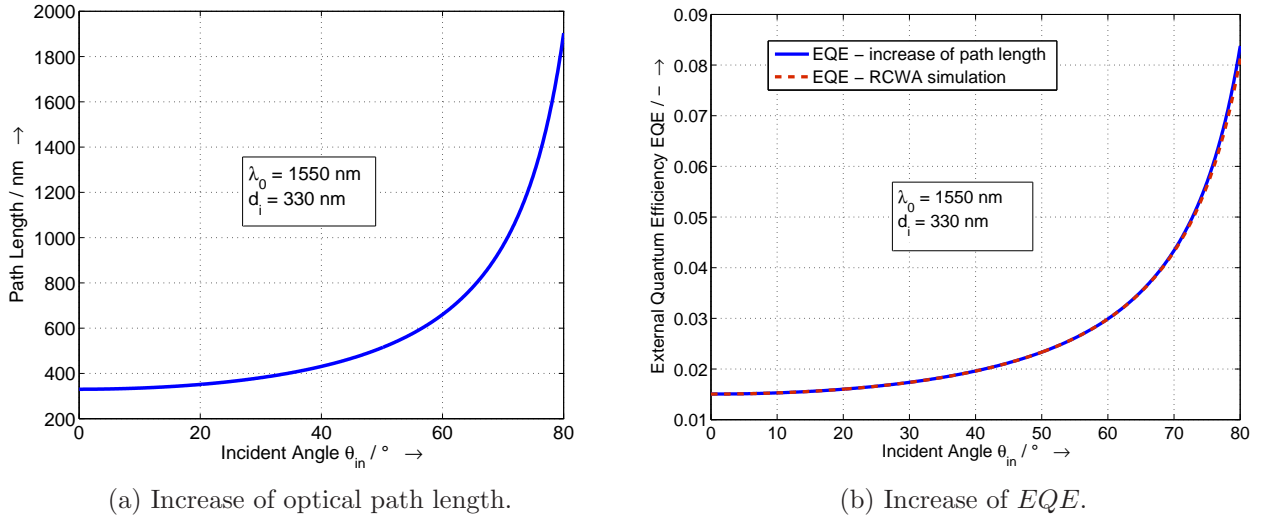 2000
1800
1600
1400
1200
1000
800
600
400
200
Path Length / nm →
λ0 = 1550 nm
di = 330 nm
0 20 40 60 80
Incident Angle θin / ° →
(a) Increase of optical path length.
0.09
0.08
0.07
0.06
0.05
0.04
0.03
0.02
0.01
External Quantum Efficiency EQE / − →
EQE − increase of path length
EQE − RCWA simulation
λ0 = 1550 nm
di = 330 nm
0 10 20 30 40 50 60 70 80
Incident Angle θin / ° →
(b) Increase of EQE.